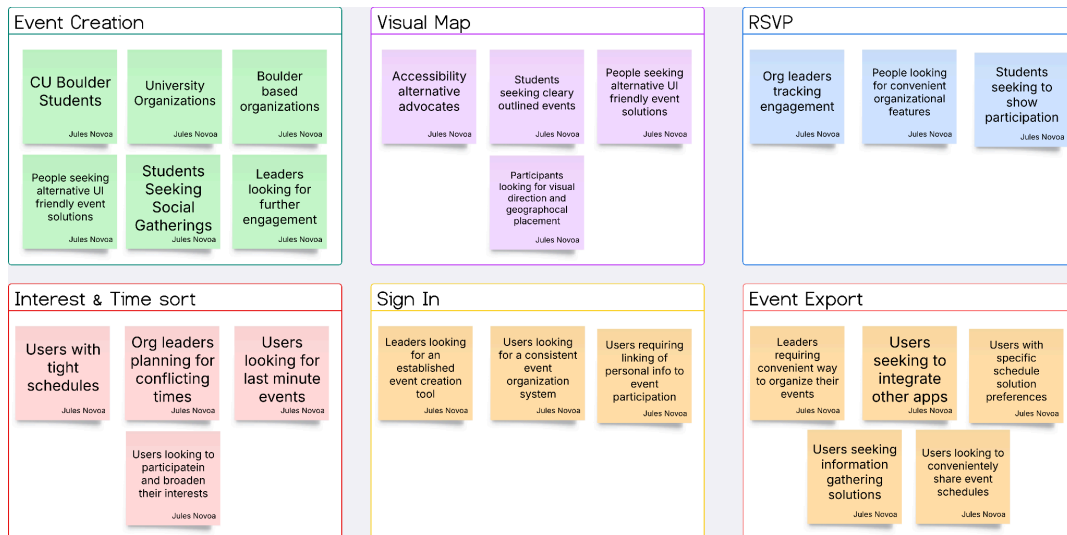 Event Creation
CU Boulder
Students
Jules Novoa
University
Organizations
Jules Novoa
Boulder
based
organizations
Jules Novoa
People seeking
alternative UI
friendly event
solutions
Jules Novoa
Students
Seeking
Social
Gatherings
Jules Novoa
Leaders
looking for
further
engagement
Jules Novoa
Visual Map
Accessibility
alternative
advocates
Jules Novoa
Students
seeking cleary
outlined events
Jules Novoa
People seeking
alternative UI
friendly event
solutions
Jules Novoa
Participants
looking for visual
direction and
geographocal
placement
Jules Novoa
RSVP
Org leaders
tracking
engagement
Jules Novoa
People looking
for convenient
organizational
features
Jules Novoa
Students
seeking to
show
participation
Jules Novoa
Interest & Time sort
Users with
tight
schedules
Jules Novoa
Org leaders
planning for
conflicting
times
Jules Novoa
Users
looking for
last minute
events
Jules Novoa
Users looking to
participatein
and broaden
their interests
Jules Novoa
Sign In
Leaders looking
for an
established
event creation
tool
Jules Novoa
Users looking
for a consistent
event
organization
system
Jules Novoa
Users requiring
linking of
personal info to
event
participation
Jules Novoa
Event Export
Leaders
requiring
convenient way
to organize their
events
Jules Novoa
Users
seeking to
integrate
other apps
Jules Novoa
Users with
specific
schedule
solution
preferences
Jules Novoa
Users seeking
information
gathering
solutions
Jules Novoa
Users looking to
convenientely
share event
schedules
Jules Novoa